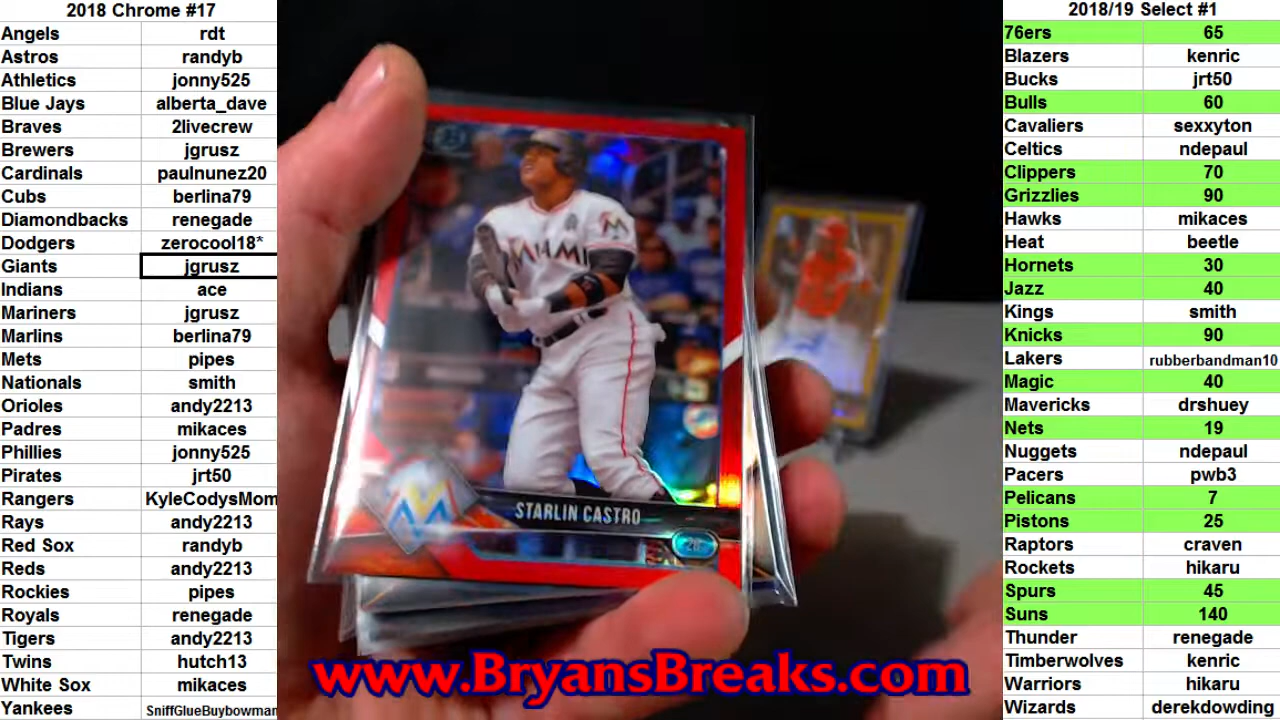 2018 Chrome #17
Angels rdt
Astros randyb
Athletics jonny525
Blue Jays alberta_dave
Braves 2livecrew
Brewers jgrusz
Cardinals paulnunez20
Cubs berlina79
Diamondbacks renegade
Dodgers zerocool18*
Giants jgrusz
Indians ace
Mariners jgrusz
Marlins berlina79
Mets pipes
Nationals smith
Orioles andy2213
Padres mikaces
Phillies jonny525
Pirates jrt50
Rangers KyleCodysMom
Rays andy2213
Red Sox randyb
Reds andy2213
Rockies pipes
Royals renegade
Tigers andy2213
Twins hutch13
White Sox mikaces
Yankees SniffGlueBuybowman
MIAMI
STARLIN CASTRO
2B
www.BryansBreaks.com
2018/19 Select #1
76ers 65
Blazers kenric
Bucks jrt50
Bulls 60
Cavaliers sexxyton
Celtics ndepaul
Clippers 70
Grizzlies 90
Hawks mikaces
Heat beetle
Hornets 30
Jazz 40
Kings smith
Knicks 90
Lakers rubberbandman10
Magic 40
Mavericks drshuey
Nets 19
Nuggets ndepaul
Pacers pwb3
Pelicans 7
Pistons 25
Raptors craven
Rockets hikaru
Spurs 45
Suns 140
Thunder renegade
Timberwolves kenric
Warriors hikaru
Wizards derekdowding